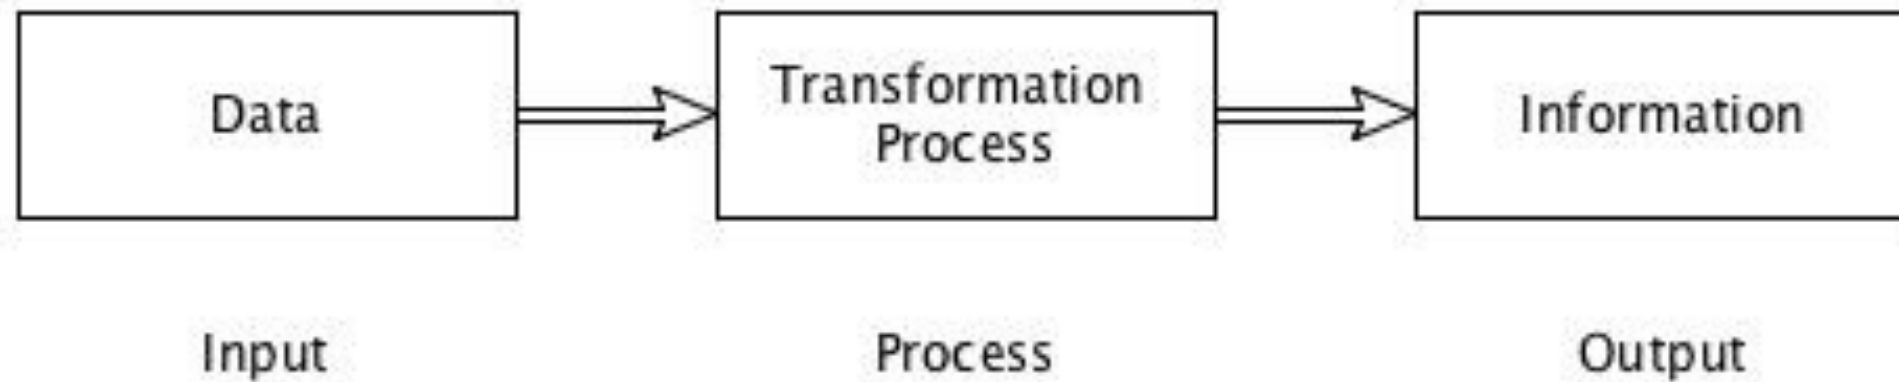 Data
Transformation
Process
Information
Input
Process
Output